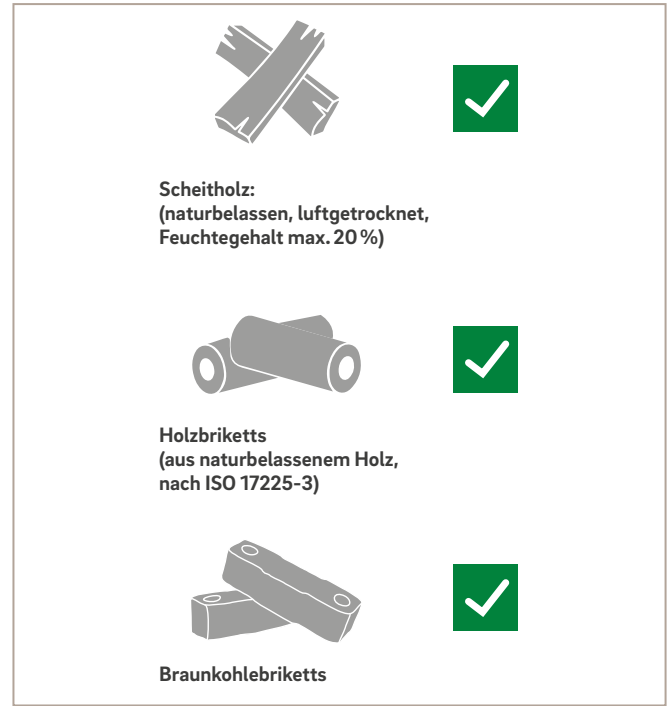 Scheitholz:
(naturbelassen, luftgetrocknet,
Feuchtegehalt max. 20 %)
Holzbriketts
(aus naturbelassenem Holz,
nach ISO 17225-3)
Braunkohlebriketts